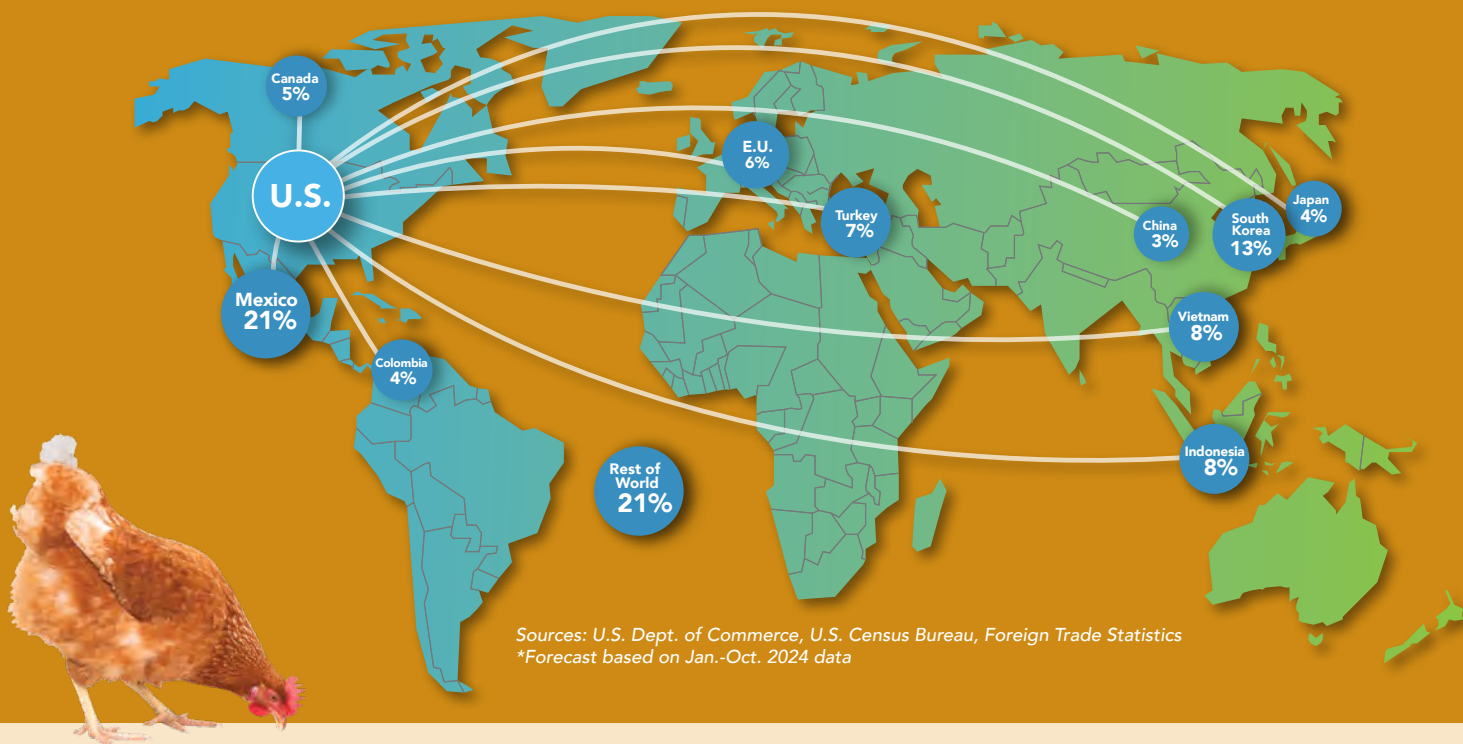 Canada
5%
U.S.
E.U.
6%
Turkey
7%
China
3%
South
Korea
13%
Japan
4%
Mexico
21%
Vietnam
8%
Colombia
4%
Indonesia
8%
Rest of
World
21%
Sources: U.S. Dept. of Commerce, U.S. Census Bureau, Foreign Trade Statistics
*Forecast based on Jan.-Oct. 2024 data